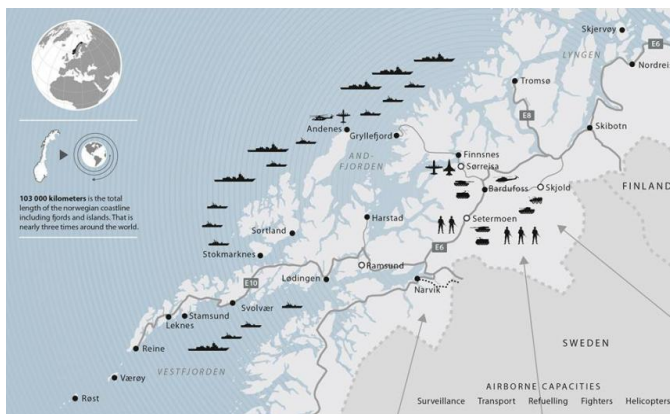 Skjervøy
E6
LYNGEN
Nordrei
Tromsø
E8
Andenes
Gryllefjord
Skibotn
AND-
FJORDEN
Finnsnes
Sørreisa
103 000 kilometers is the total
length of the norwegian coastline
including fjords and islands. That is
nearly three times around the world.
Bardufoss
Skjold
FINLAND
Harstad
Setermoen
Sortland
Stokmarknes
E6
Ramsund
E10
Lødingen
Narvik
Svolvær
Stamsund
Leknes
Reine
SWEDEN
VESTFJORDEN
Værøy
AIRBORNE CAPACITIES
Røst
Surveillance Transport Refuelling Fighters Helicopters